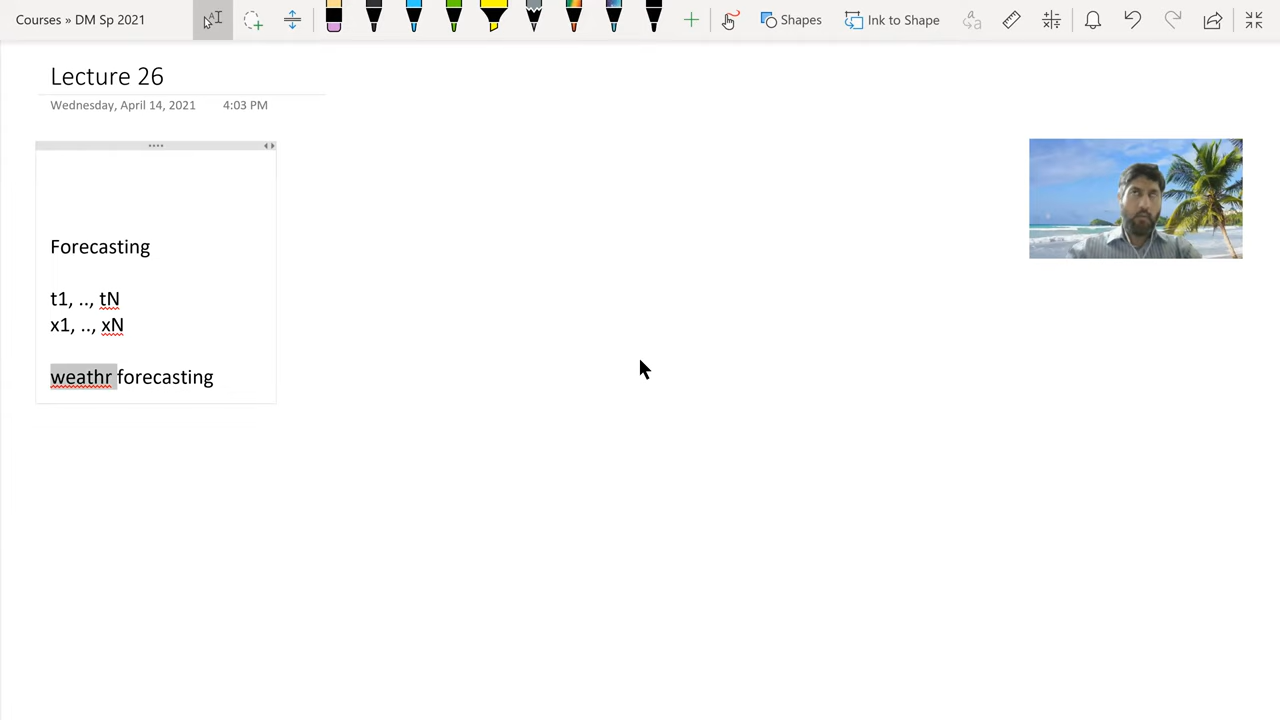 Courses » DM Sp 2021
Shapes
Ink to Shape
Lecture 26
Wednesday, April 14, 2021 4:03 PM
Forecasting
t1, .., tN
x1, .., xN
weathr forecasting